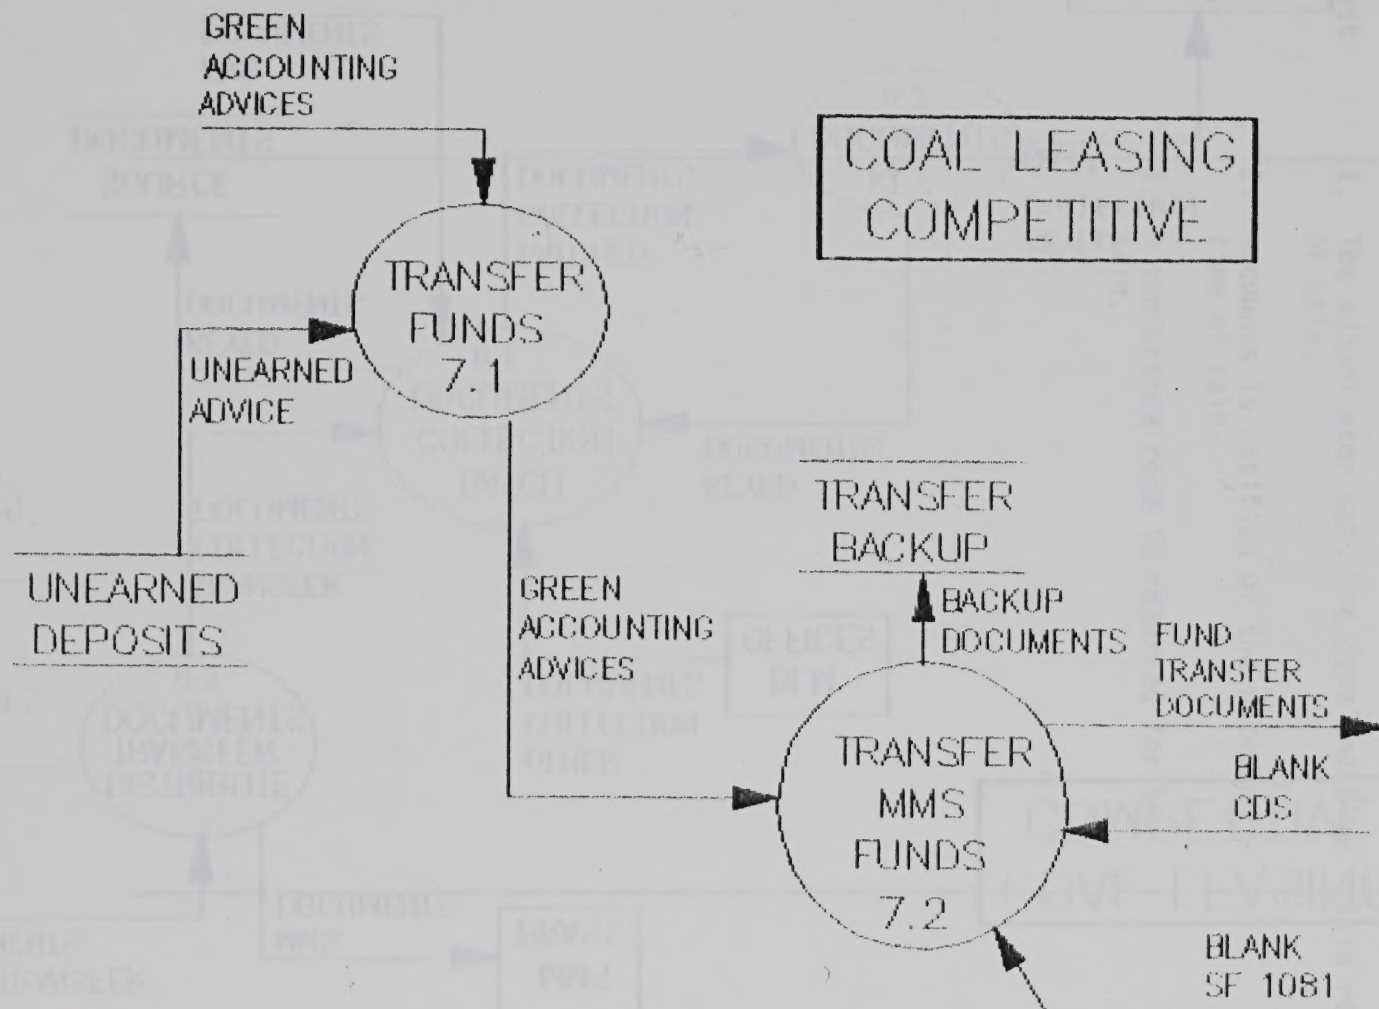 GREEN
ACCOUNTING
ADVICES
COAL LEASING
COMPETITIVE
TRANSFER
FUNDS
7.1
UNEARNED
ADVICE
UNEARNED
DEPOSITS
GREEN
ACCOUNTING
ADVICES
TRANSFER
BACKUP
BACKUP
DOCUMENTS
FUND
TRANSFER
DOCUMENTS
TRANSFER
MMS
FUNDS
7.2
BLANK
CDS
BLANK
SF 1081